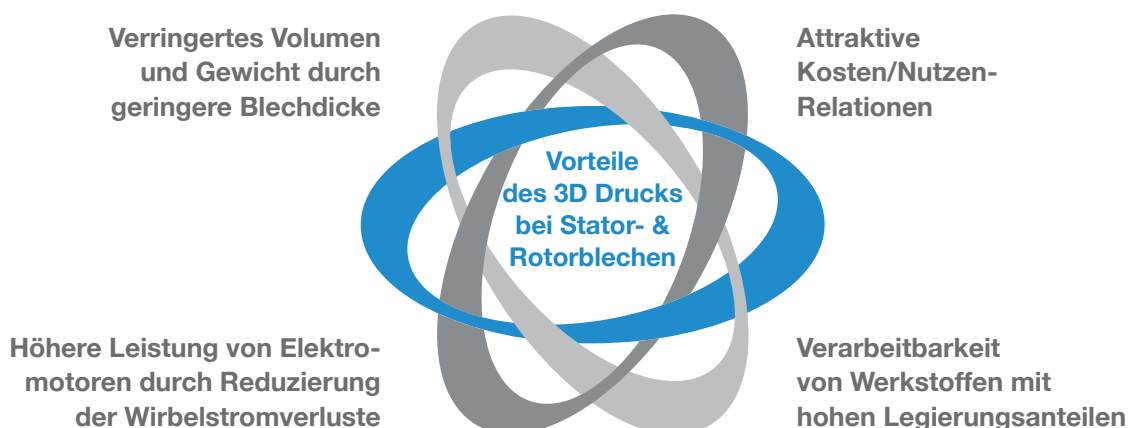 Verringertes Volumen
und Gewicht durch
geringere Blechdicke
Attraktive
Kosten/Nutzen-
Relationen
Vorteile
des 3D Drucks
bei Stator- &
Rotorblechen
Höhere Leistung von Elektro-
motoren durch Reduzierung
der Wirbelstromverluste
Verarbeitbarkeit
von Werkstoffen mit
hohen Legierungsanteilen